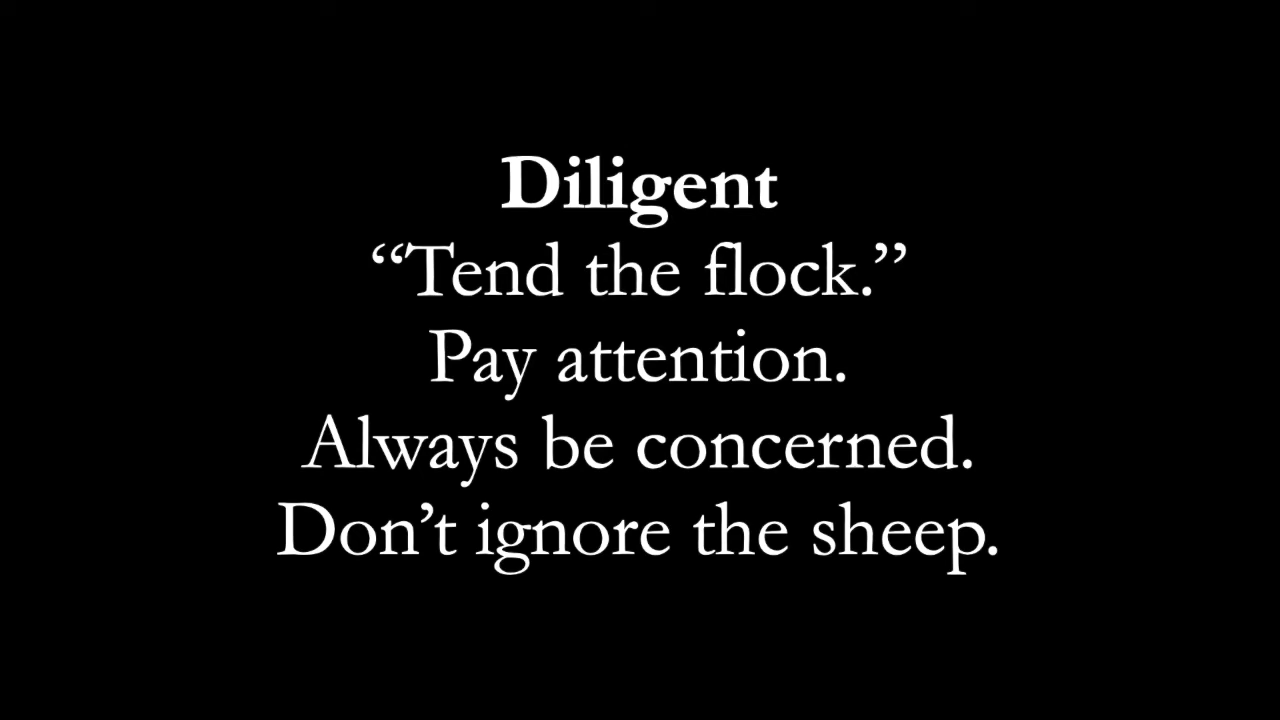 Diligent
“Tend the flock.”
Pay attention.
Always be concerned.
Don’t ignore the sheep.